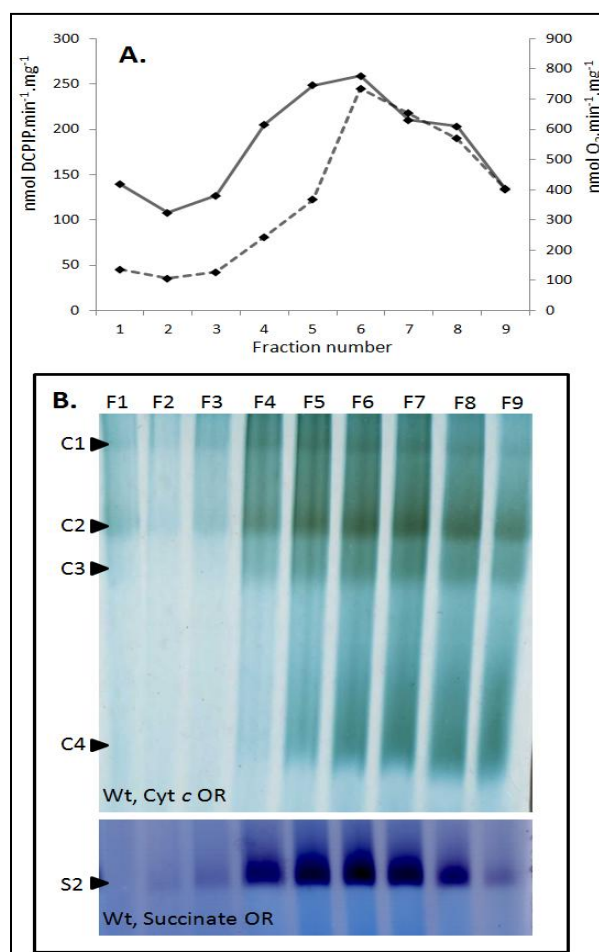 A.
nmol DCPIP.min⁻¹.mg⁻¹
300
250
200
150
100
50
0
900
800
700
600
500
400
300
200
100
0
nmol O₂.min⁻¹.mg⁻¹
1 2 3 4 5 6 7 8 9
Fraction number
B.
F1 F2 F3 F4 F5 F6 F7 F8 F9
C1
C2
C3
C4
Wt, Cyt c OR
S2
Wt, Succinate OR